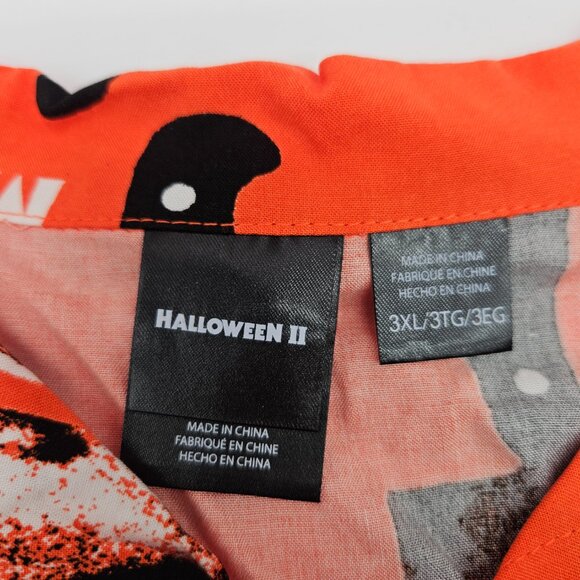 W
HALLOWEEN II
MADE IN CHINA
FABRIQUÉ EN CHINE
HECHO EN CHINA
MADE IN CHINA
FABRIQUÉ EN CHINE
HECHO EN CHINA
3XL/3TG/3EG